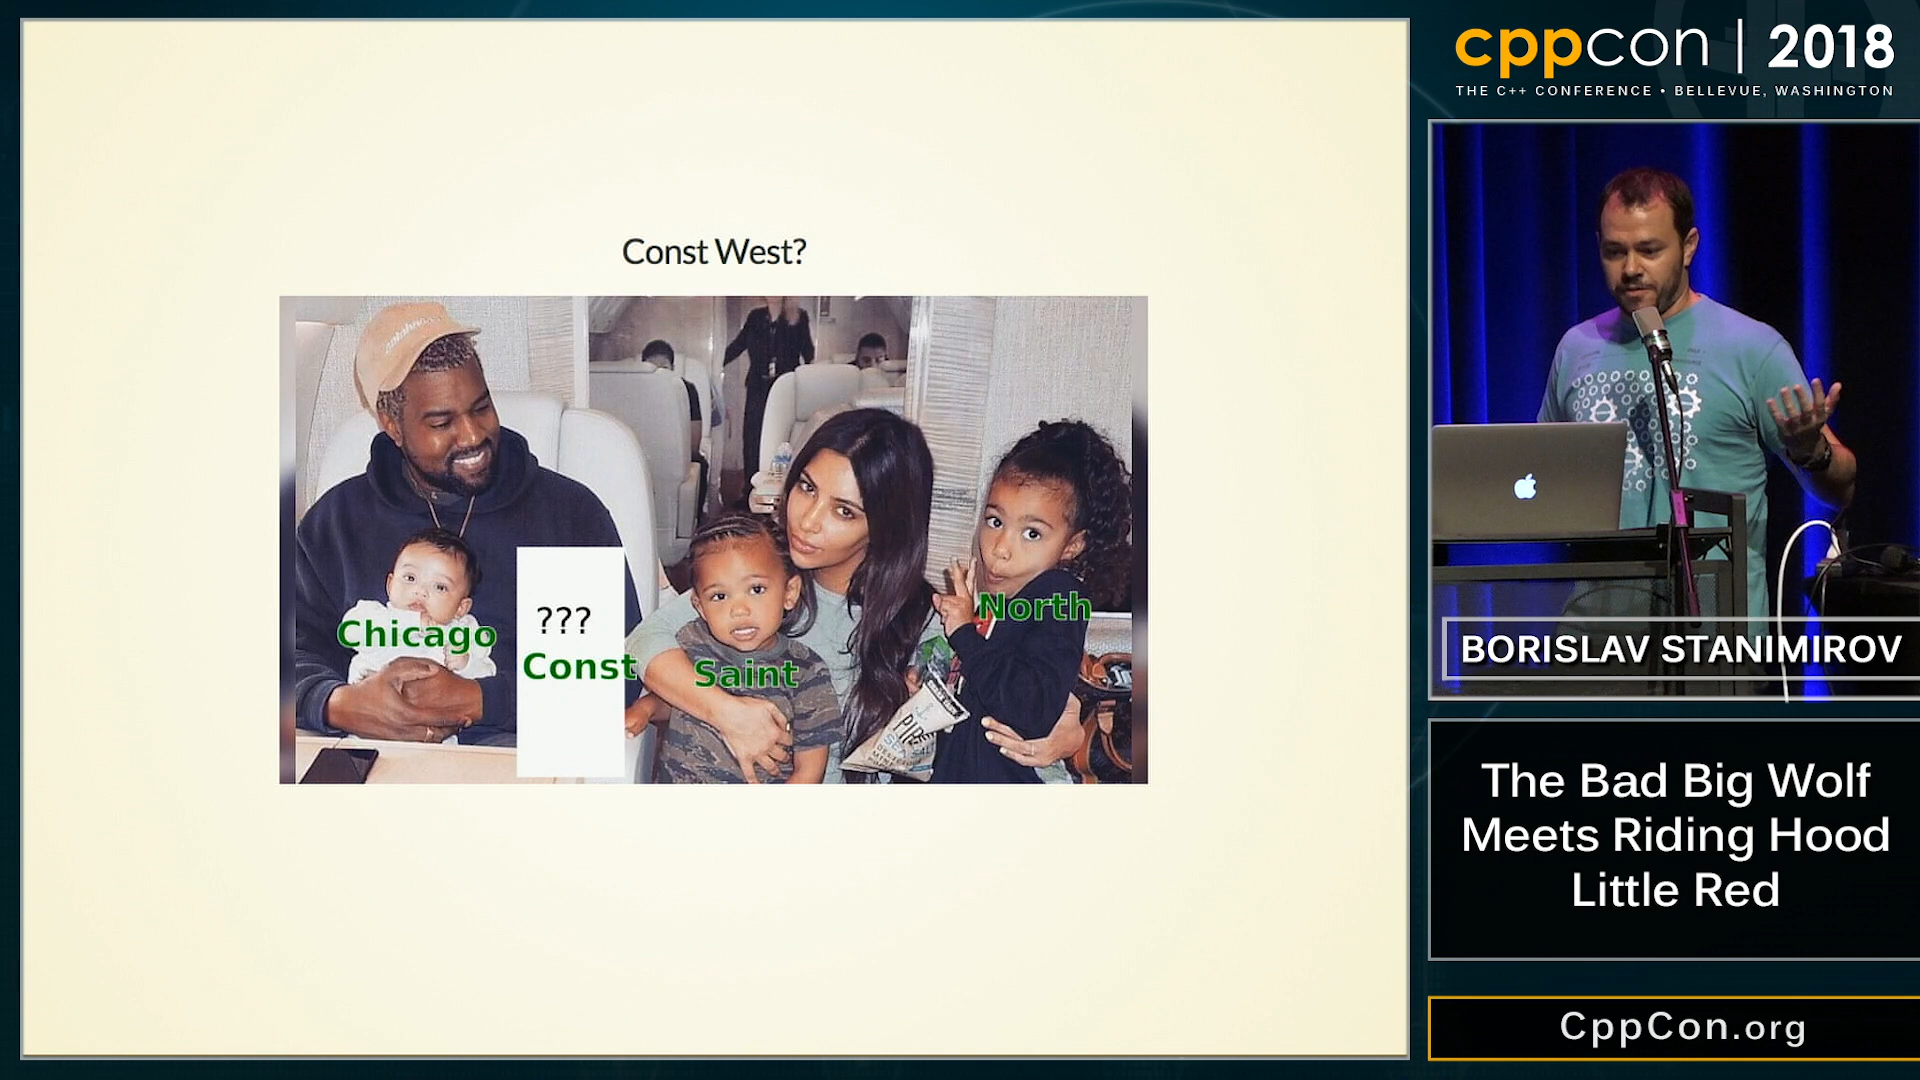 cppcon | 2018
THE C++ CONFERENCE • BELLEVUE, WASHINGTON
Const West?
Chicago
???
Const
Saint
North
BORISLAV STANIMIROV
The Bad Big Wolf
Meets Riding Hood
Little Red
CppCon.org